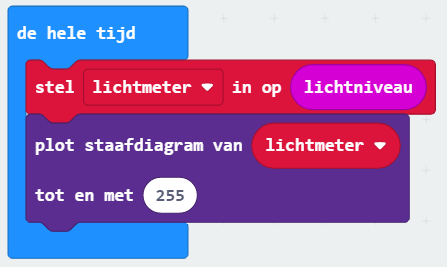 de hele tijd
stel lichtmeter in op lichtniveau
plot staafdiagram van lichtmeter
tot en met 255